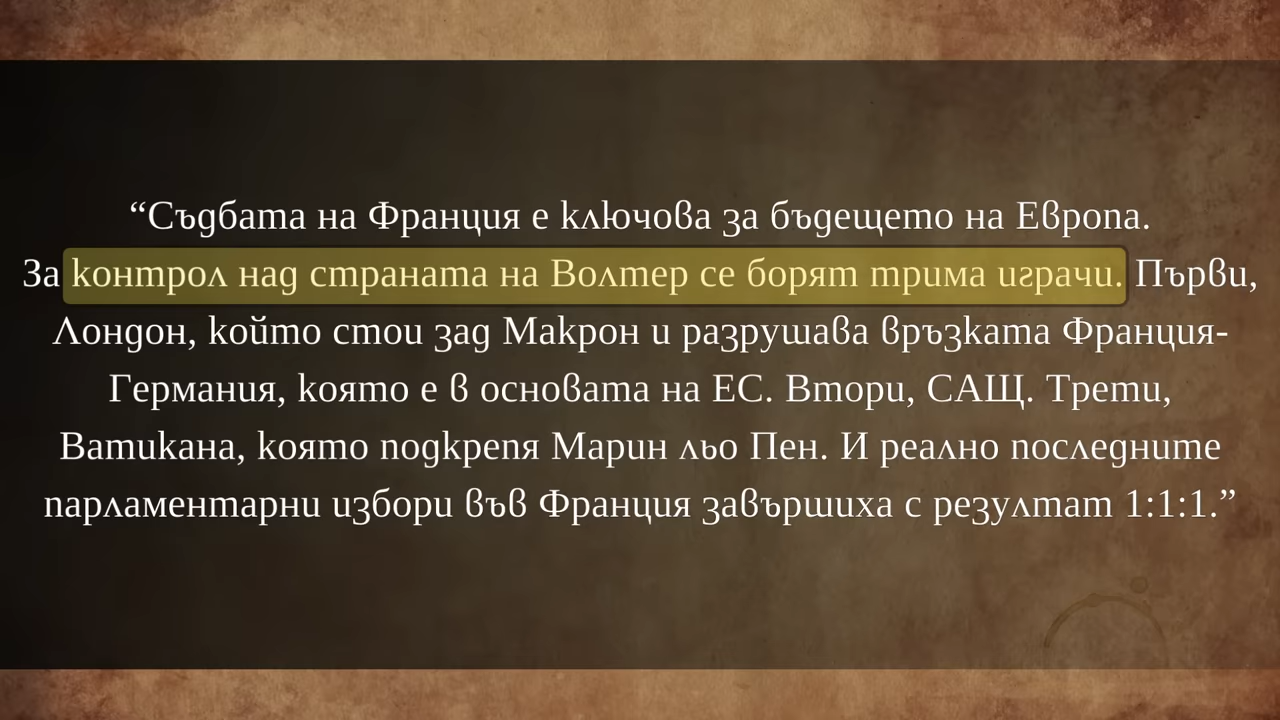 “Съдбата на Франция е ключова за бъдещето на Европа.
За контрол над страната на Волтер се борят трима играчи. Първи,
Лондон, който стои зад Макрон и разрушава връзката Франция-
Германия, която е в основата на ЕС. Втори, САЩ. Трети,
Ватикана, която подкрепя Марин льо Пен. И реално последните
парламентарни избори във Франция завършиха с резултат 1:1:1.”